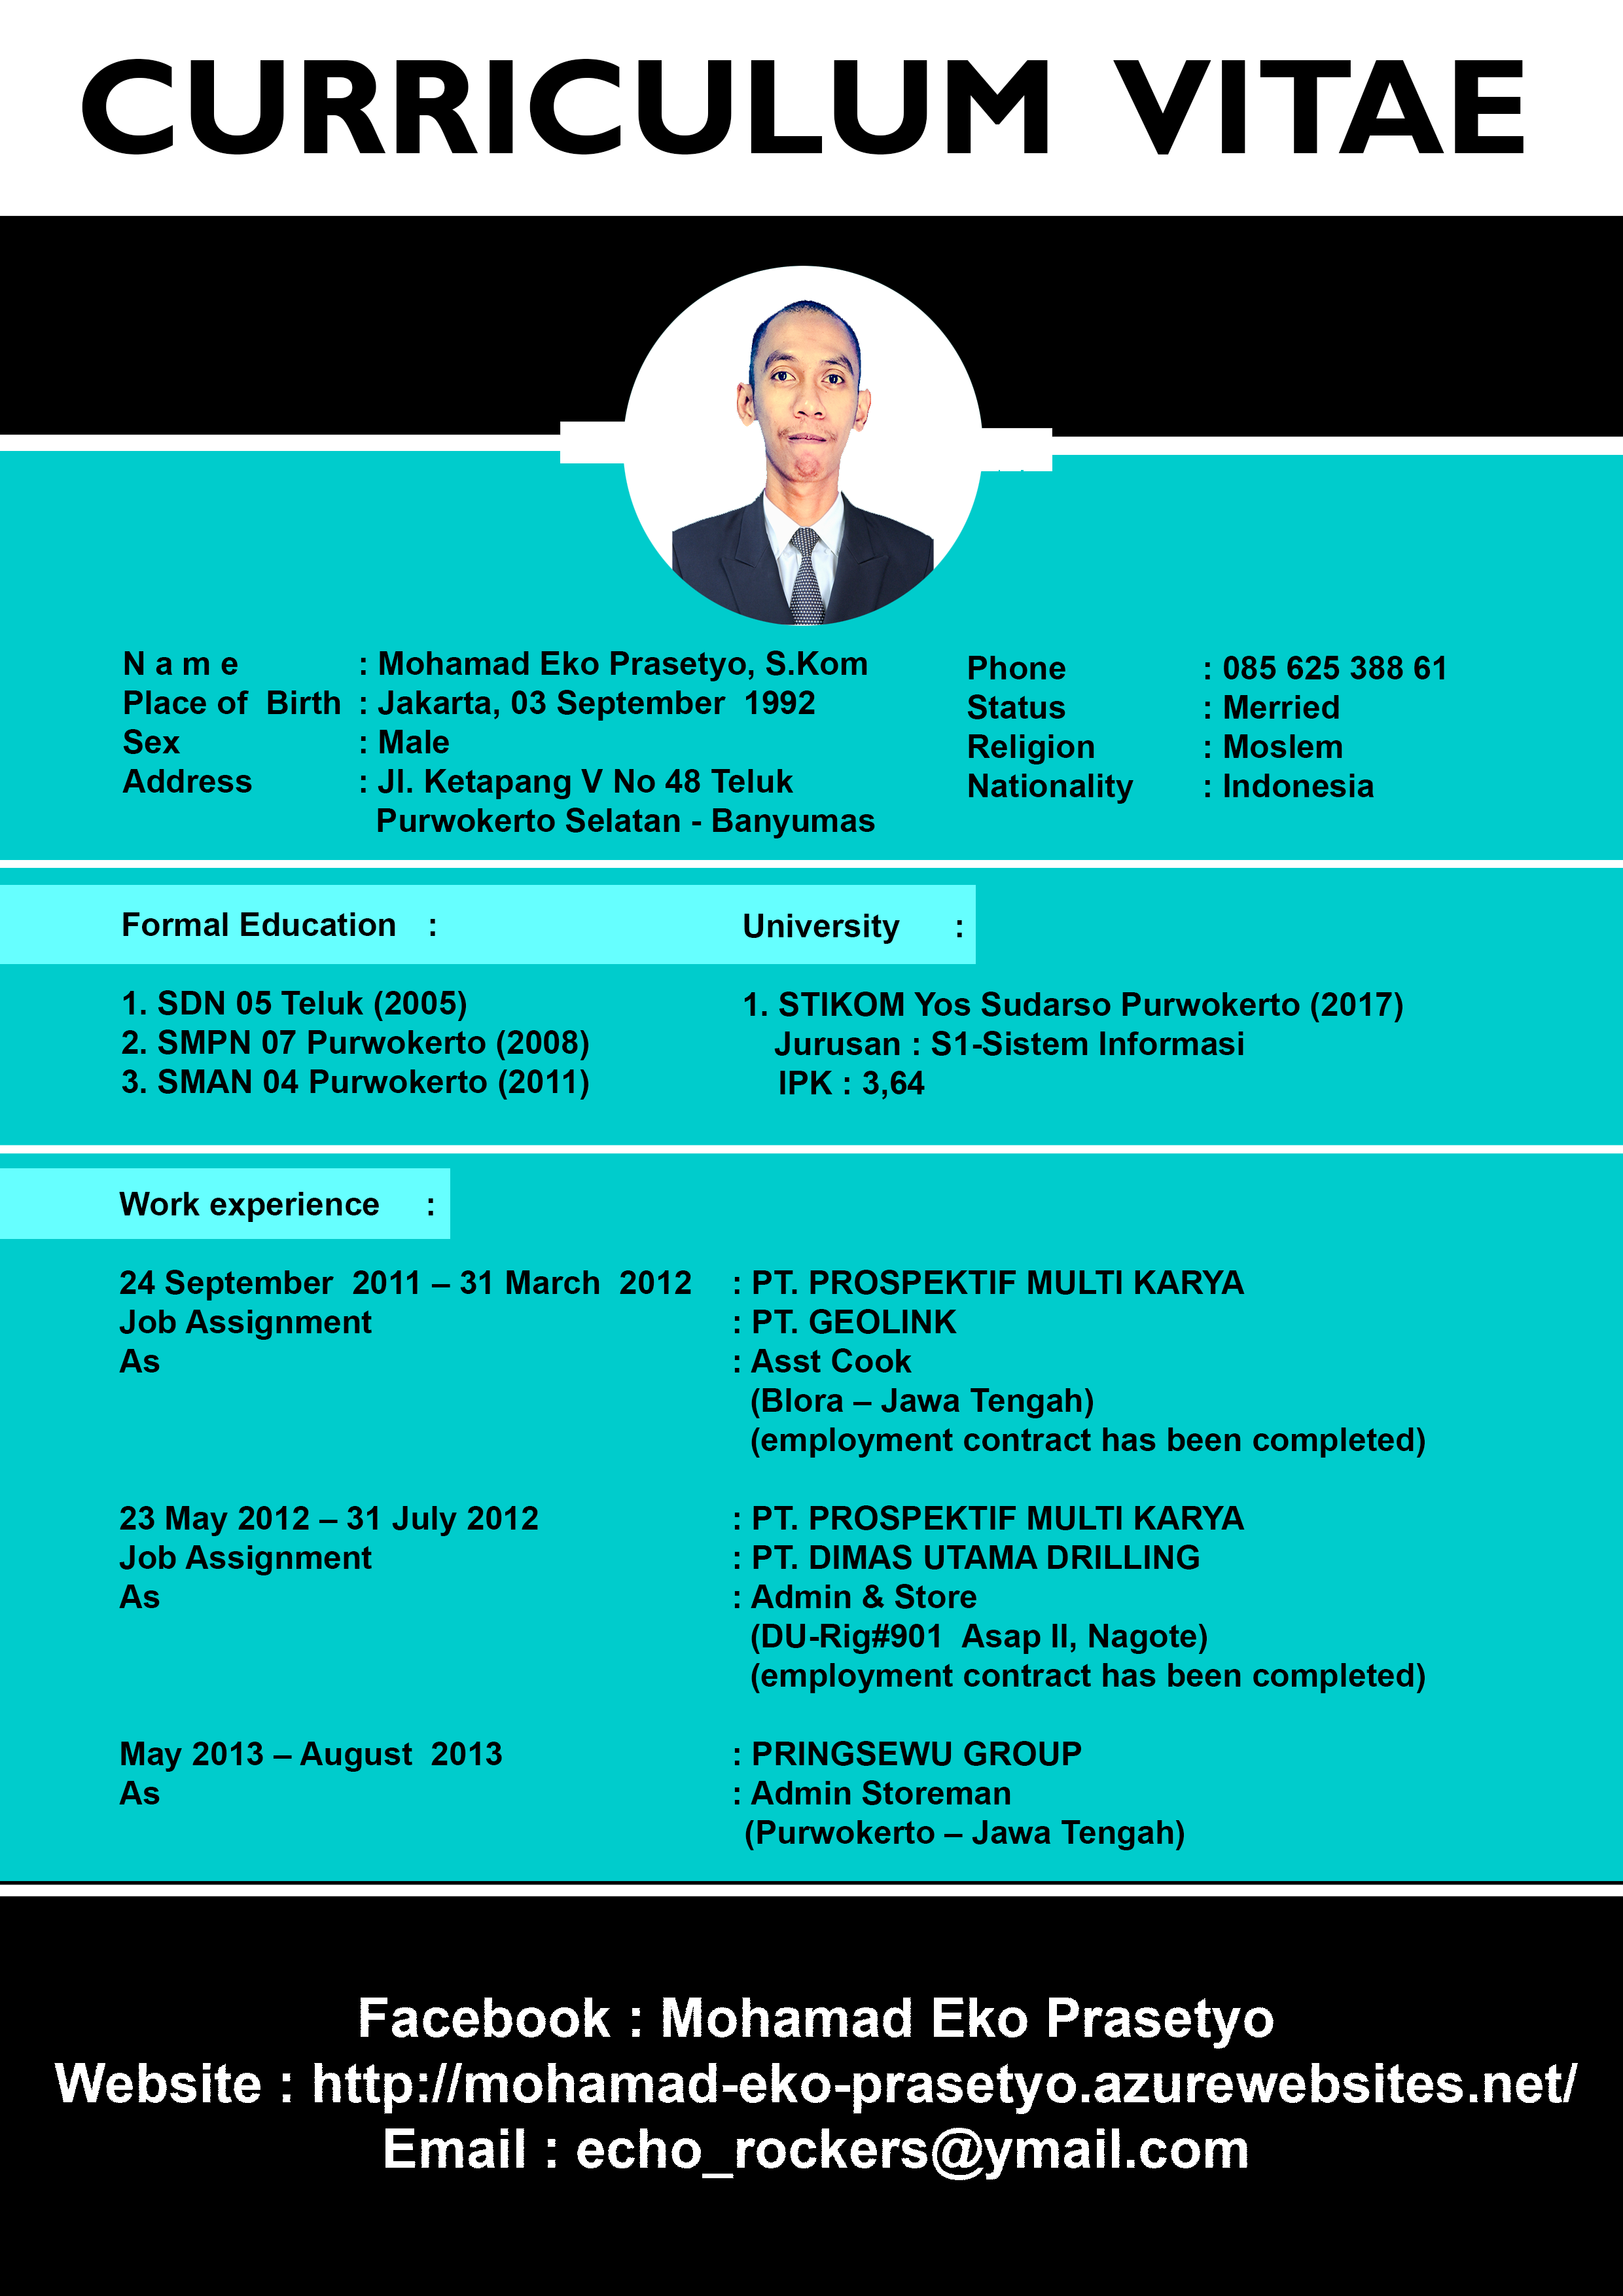 CURRICULUM VITAE
N a m e : Mohamad Eko Prasetyo, S.Kom
Place of Birth : Jakarta, 03 September 1992
Sex : Male
Address : Jl. Ketapang V No 48 Teluk
Purwokerto Selatan - Banyumas
Phone : 085 625 388 61
Status : Merried
Religion : Moslem
Nationality : Indonesia
Formal Education :
1. SDN 05 Teluk (2005)
2. SMPN 07 Purwokerto (2008)
3. SMAN 04 Purwokerto (2011)
University :
1. STIKOM Yos Sudarso Purwokerto (2017)
Jurusan : S1-Sistem Informasi
IPK : 3,64
Work experience :
24 September 2011 – 31 March 2012 : PT. PROSPEKTIF MULTI KARYA
Job Assignment : PT. GEOLINK
As : Asst Cook
(Blora – Jawa Tengah)
(employment contract has been completed)
23 May 2012 – 31 July 2012 : PT. PROSPEKTIF MULTI KARYA
Job Assignment : PT. DIMAS UTAMA DRILLING
As : Admin & Store
(DU-Rig#901 Asap II, Nagote)
(employment contract has been completed)
May 2013 – August 2013 : PRINGSEWU GROUP
As : Admin Storeman
(Purwokerto – Jawa Tengah)
Facebook : Mohamad Eko Prasetyo
Website : http://mohamad-eko-prasetyo.azurewebsites.net/
Email : echo_rockers@ymail.com